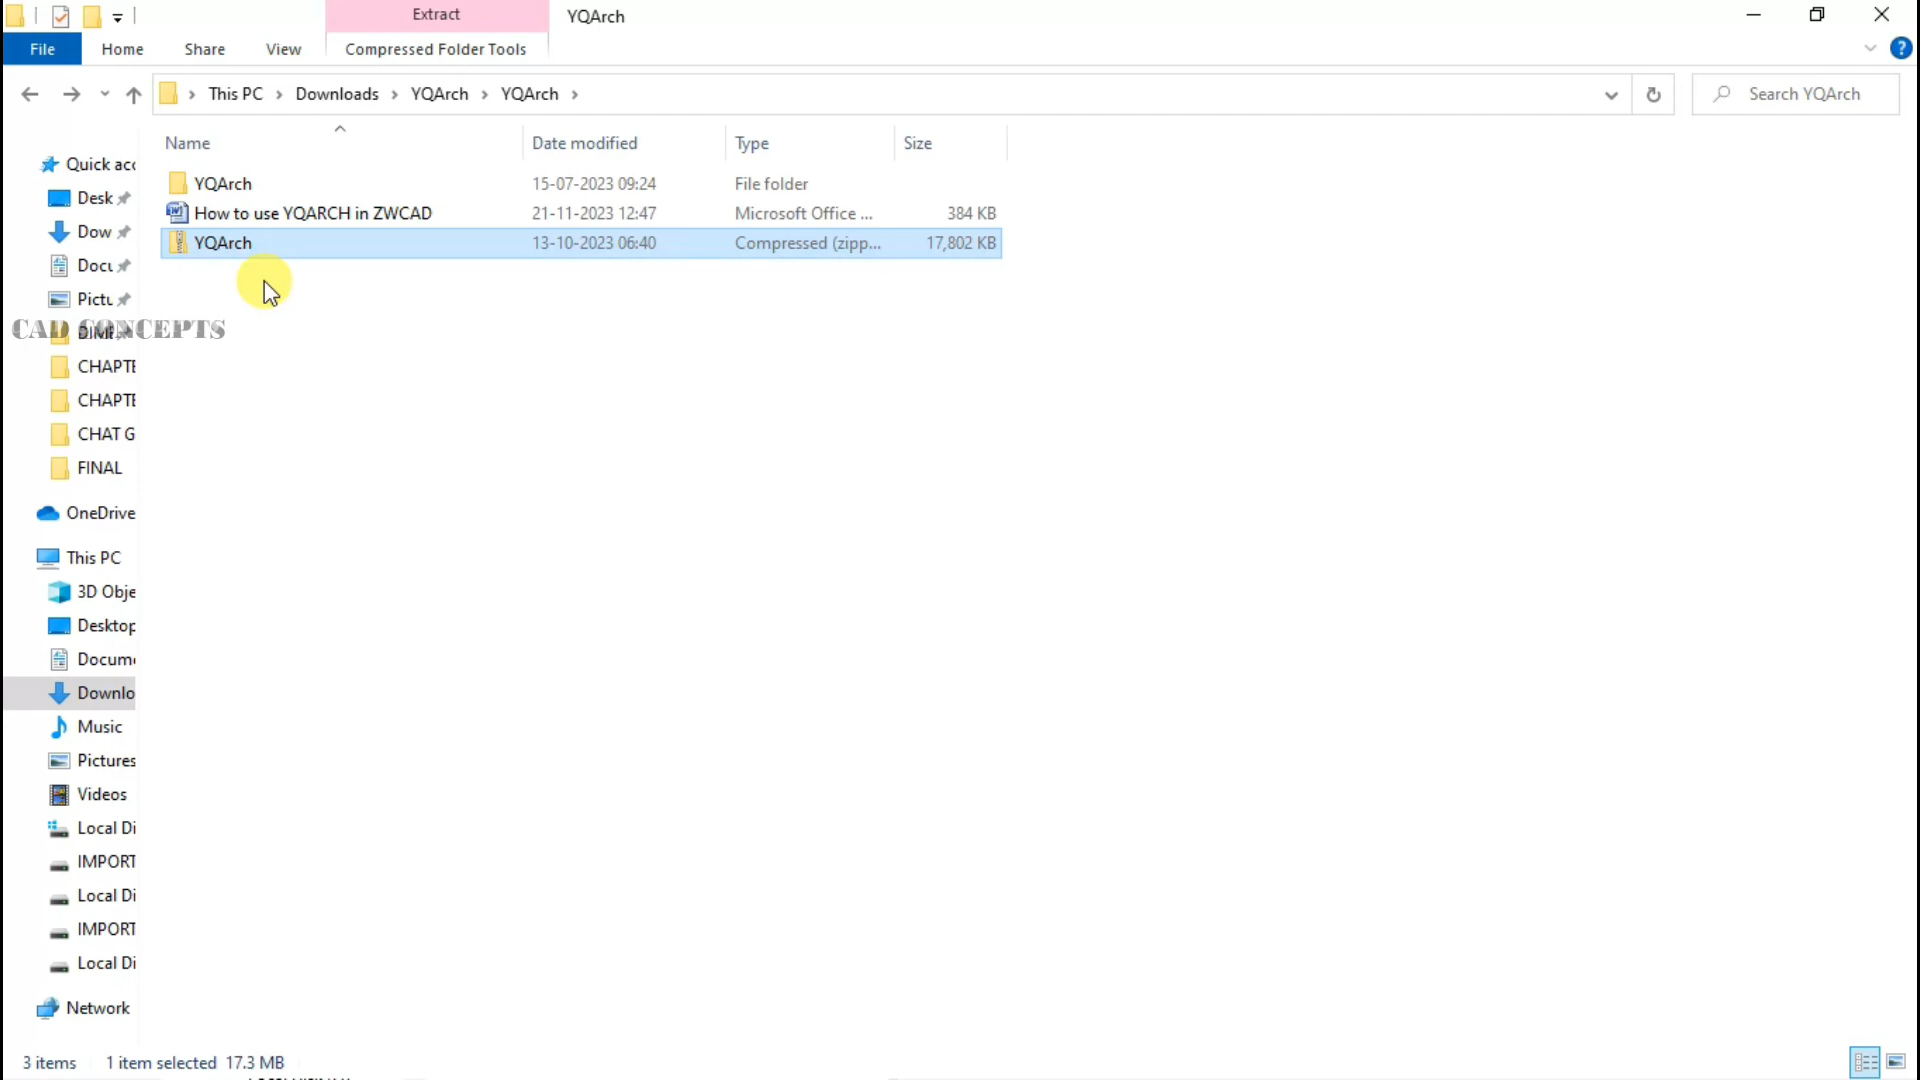 Extract
YQArch
File
Home
Share
View
Compressed Folder Tools
This PC
Downloads
YQArch
YQArch
Search YQArch
Name
Date modified
Type
Size
YQArch
15-07-2023 09:24
File folder
How to use YQARCH in ZWCAD
21-11-2023 12:47
Microsoft Office ...
384 KB
YQArch
13-10-2023 06:40
Compressed (zipp...
17,802 KB
Quick acc
Desk
Dow
Docu
Pictu
CAD CONCEPTS
CHAPTE
CHAPTE
CHAT G
FINAL
OneDrive
This PC
3D Obje
Desktop
Docume
Downlo
Music
Pictures
Videos
Local Di
IMPORT
Local Di
IMPORT
Local Di
Network
3 items
1 item selected 17.3 MB